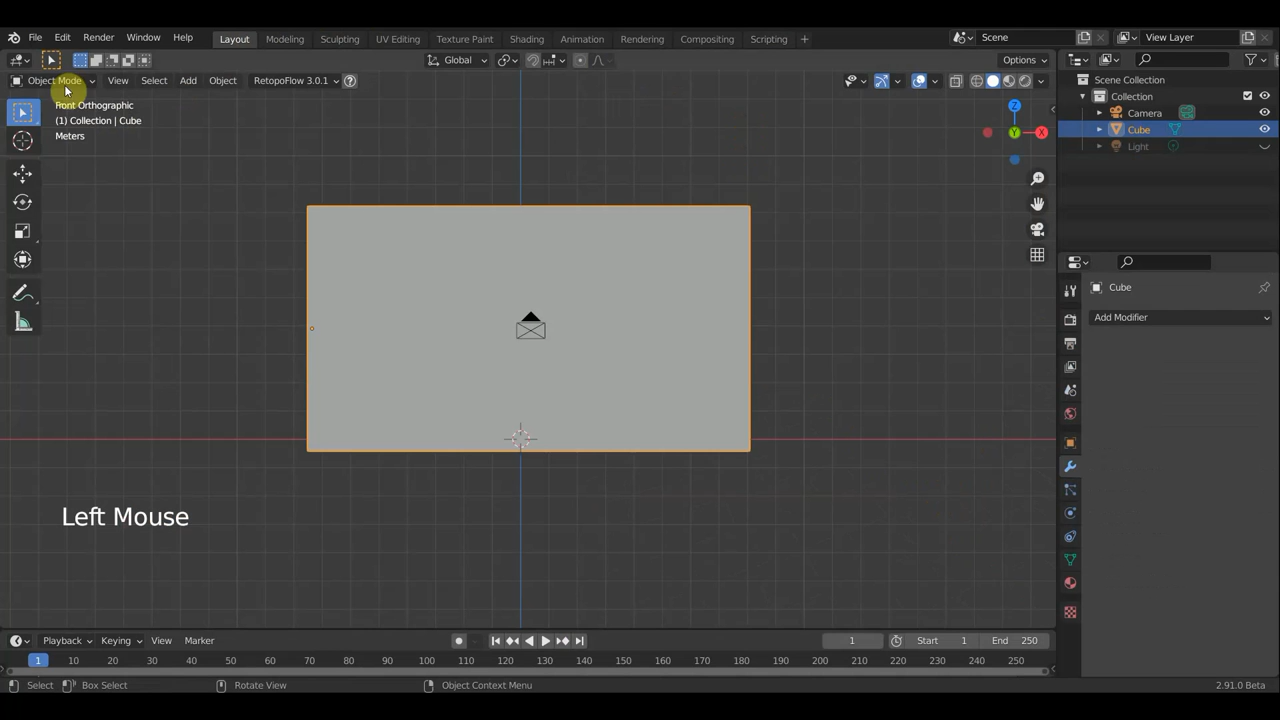 File Edit Render Window Help Layout Modeling Sculpting UV Editing Texture Paint Shading Animation Rendering Compositing Scripting + Scene View Layer
Global Options
Object Mode View Select Add Object RetopoFlow 3.0.1
Front Orthographic
(1) Collection | Cube
Meters
Z
Y
X
Scene Collection
Collection
Camera
Cube
Light
Cube
Add Modifier
Left Mouse
Playback Keying View Marker 1 Start 1 End 250
1 10 20 30 40 50 60 70 80 90 100 110 120 130 140 150 160 170 180 190 200 210 220 230 240 250
Select Box Select Rotate View Object Context Menu 2.91.0 Beta